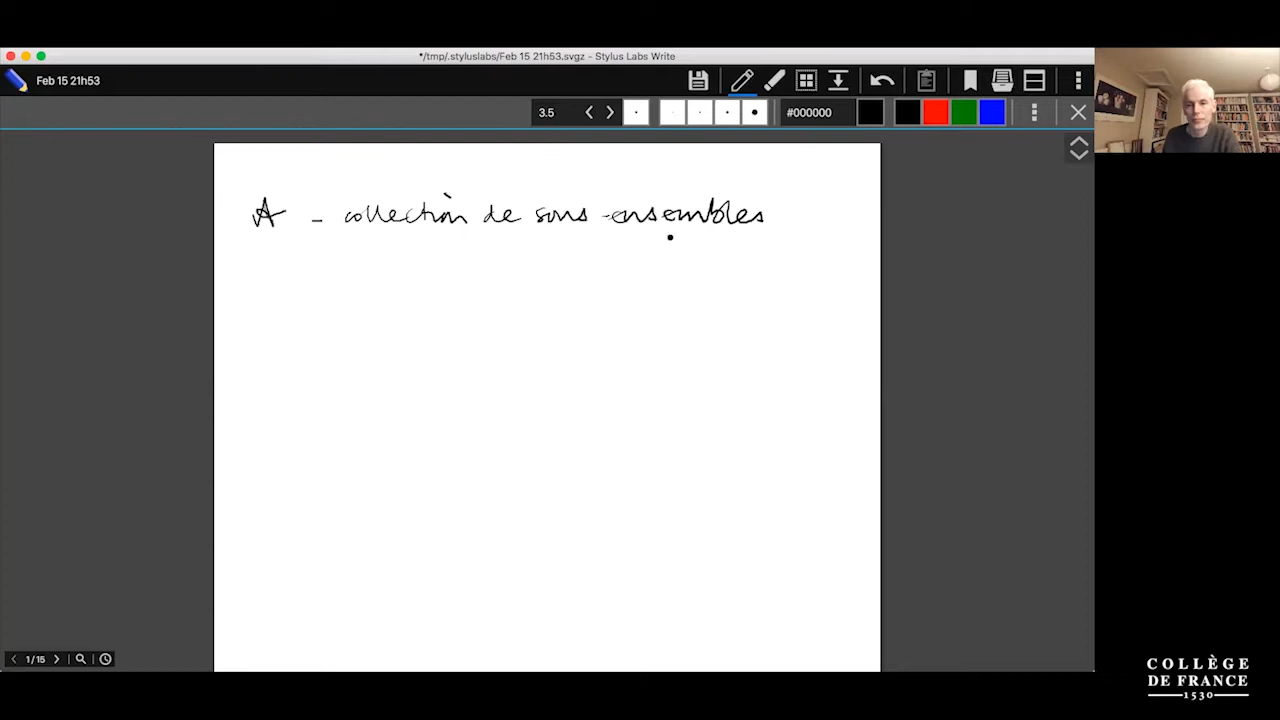 */tmp/.styluslabs/Feb 15 21h53.svgz - Stylus Labs Write
Feb 15 21h53
3.5
#000000
A - collection de sous-ensembles
1/15
COLLÈGE
DE FRANCE
1530